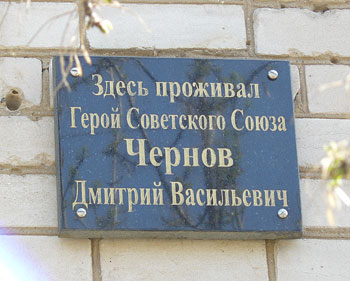 Здесь проживал
Герой Советского Союза
Чернов
Дмитрий Васильевич